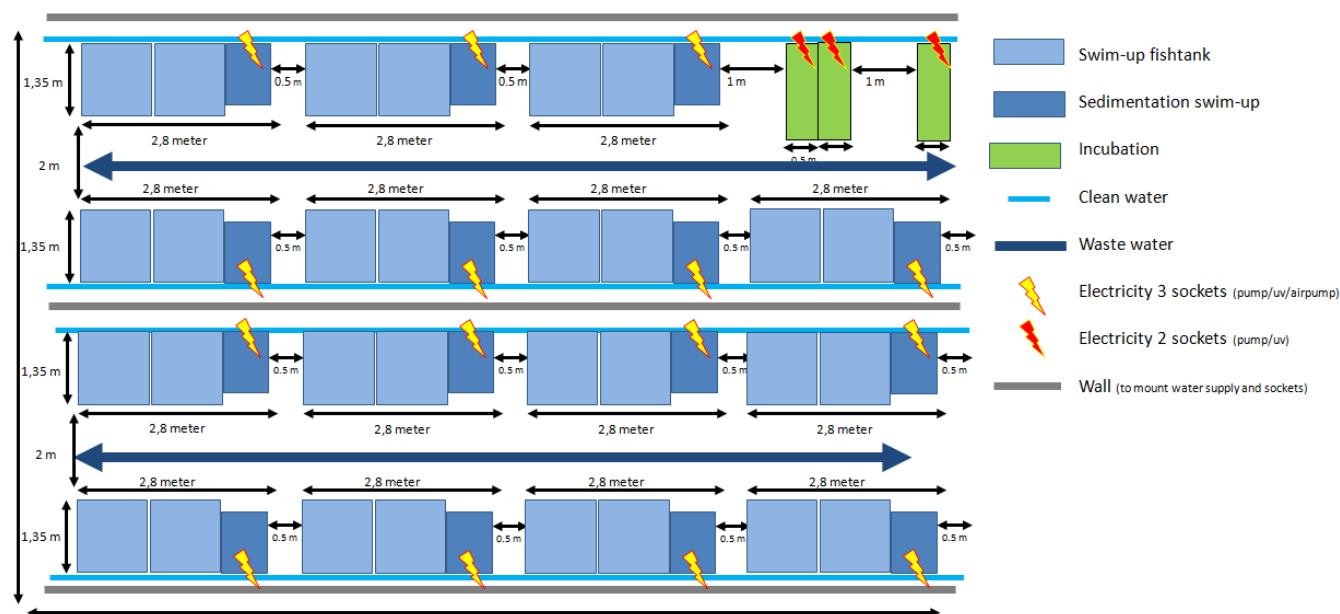 1,35 m
0.5 m
0.5 m
1 m
1 m
2,8 meter
2,8 meter
2,8 meter
0.5 m
2 m
2,8 meter
2,8 meter
2,8 meter
2,8 meter
1,35 m
0.5 m
0.5 m
0.5 m
0.5 m
1,35 m
0.5 m
0.5 m
0.5 m
0.5 m
2,8 meter
2,8 meter
2,8 meter
2,8 meter
2 m
2,8 meter
2,8 meter
2,8 meter
2,8 meter
1,35 m
0.5 m
0.5 m
0.5 m
0.5 m
Swim-up fishtank
Sedimentation swim-up
Incubation
Clean water
Waste water
Electricity 3 sockets (pump/uv/airpump)
Electricity 2 sockets (pump/uv)
Wall (to mount water supply and sockets)